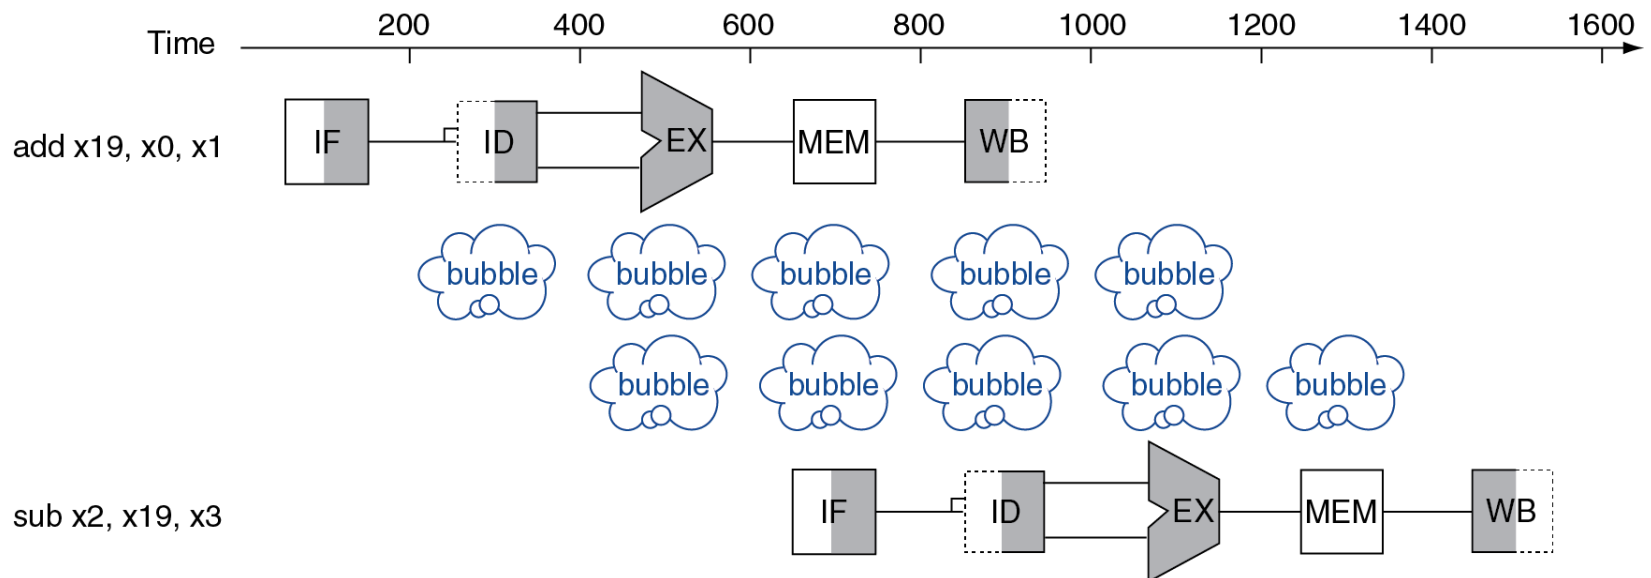 200 400 600 800 1000 1200 1400 1600
Time
add x19, x0, x1 IF ID EX MEM WB
bubble bubble bubble bubble bubble
bubble bubble bubble bubble bubble
sub x2, x19, x3 IF ID EX MEM WB